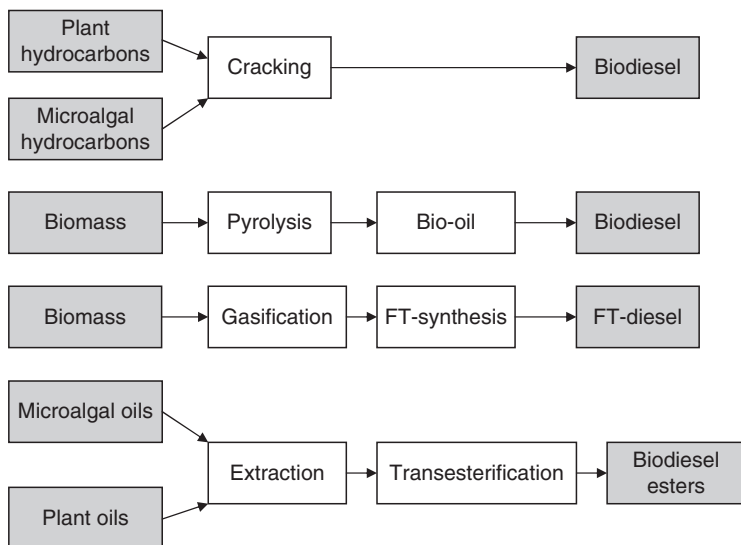 Plant
hydrocarbons
Cracking
Biodiesel
Microalgal
hydrocarbons
Biomass
Pyrolysis
Bio-oil
Biodiesel
Biomass
Gasification
FT-synthesis
FT-diesel
Microalgal oils
Extraction
Transesterification
Biodiesel
esters
Plant oils